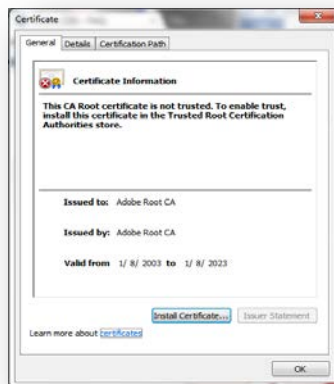 Certificate
General Details Certification Path
Certificate Information
This CA Root certificate is not trusted. To enable trust,
install this certificate in the Trusted Root Certification
Authorities store.
Issued to: Adobe Root CA
Issued by: Adobe Root CA
Valid from 1/ 8/ 2003 to 1/ 8/ 2023
Install Certificate... Issuer Statement
Learn more about certificates
OK